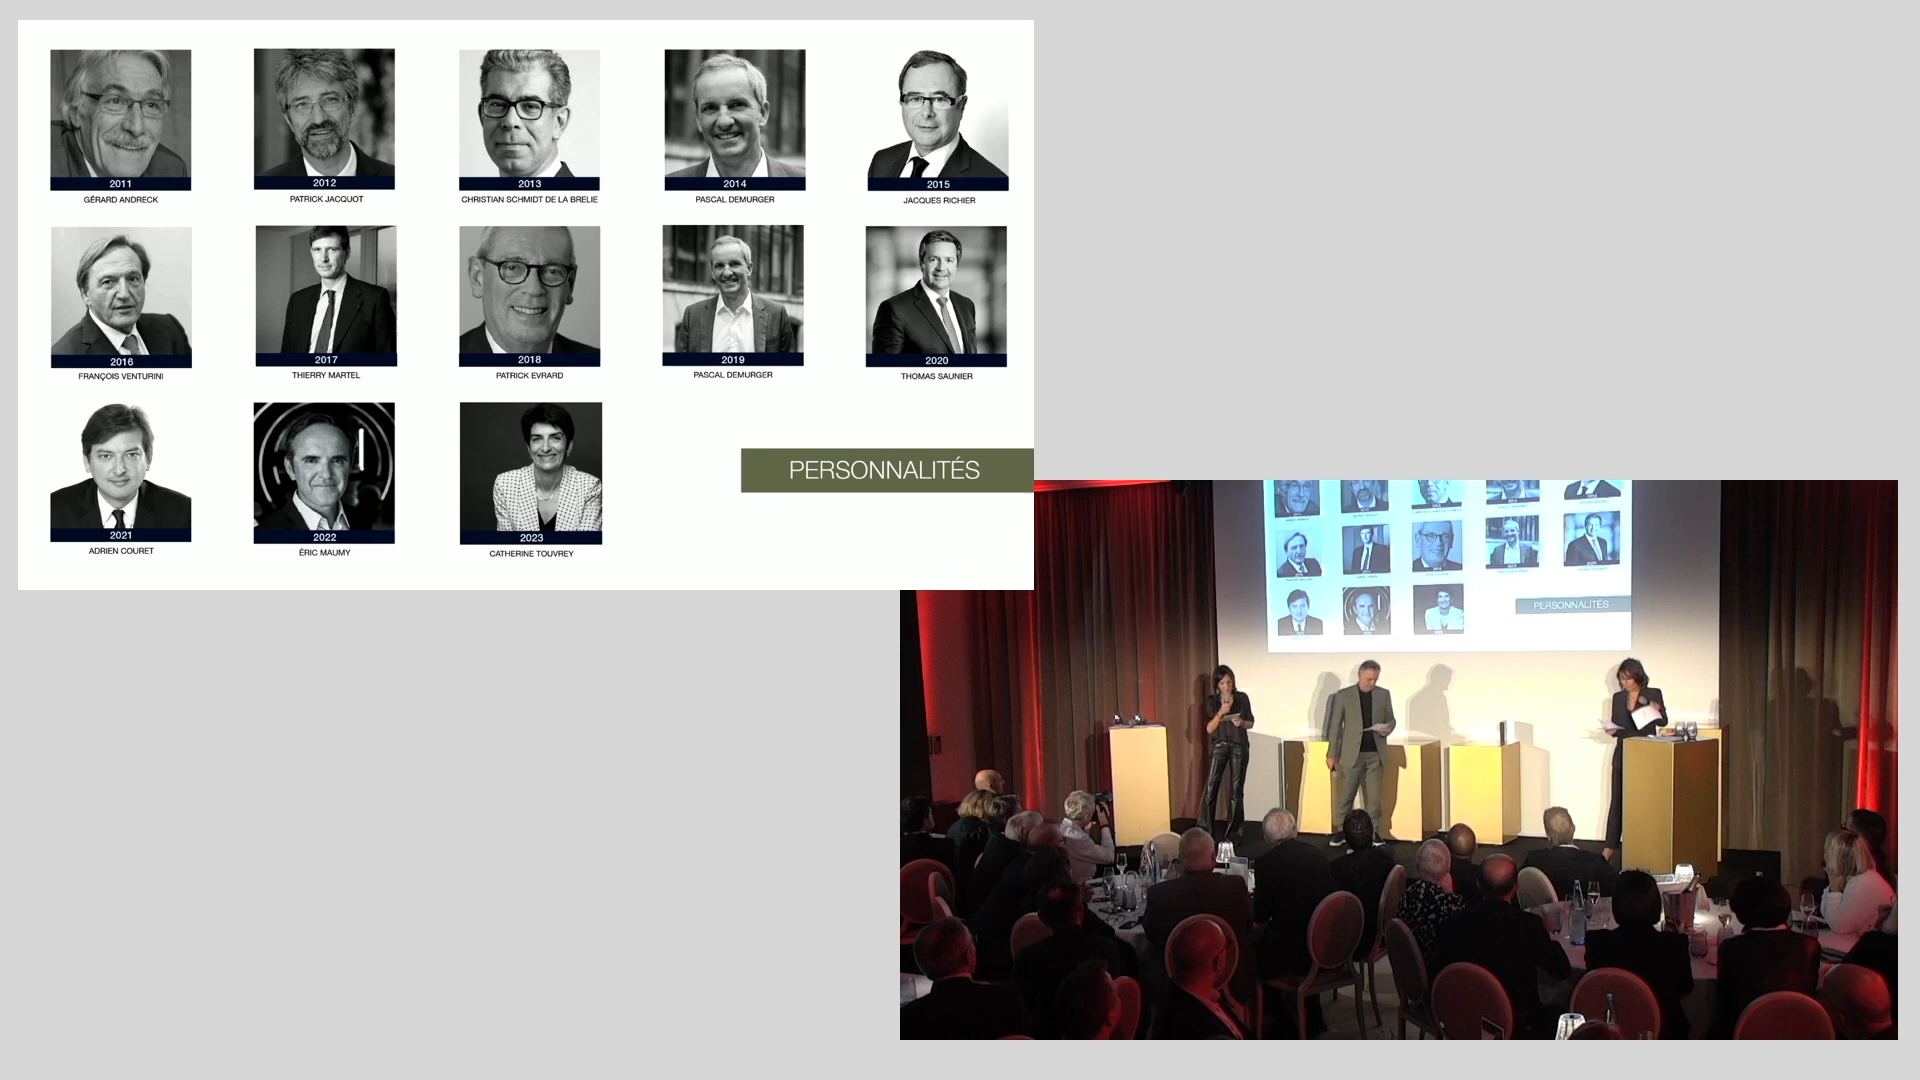 2011
GÉRARD ANDRECK
2012
PATRICK JACQUOT
2013
CHRISTIAN SCHMIDT DE LA BRELIE
2014
PASCAL DEMURGER
2015
JACQUES RICHIER
2016
FRANÇOIS VENTURINI
2017
THIERRY MARTEL
2018
PATRICK EVRARD
2019
PASCAL DEMURGER
2020
THOMAS SAUNIER
2021
ADRIEN COURET
2022
ÉRIC MAUMY
2023
CATHERINE TOUVREY
PERSONNALITÉS
PERSONNALITÉS